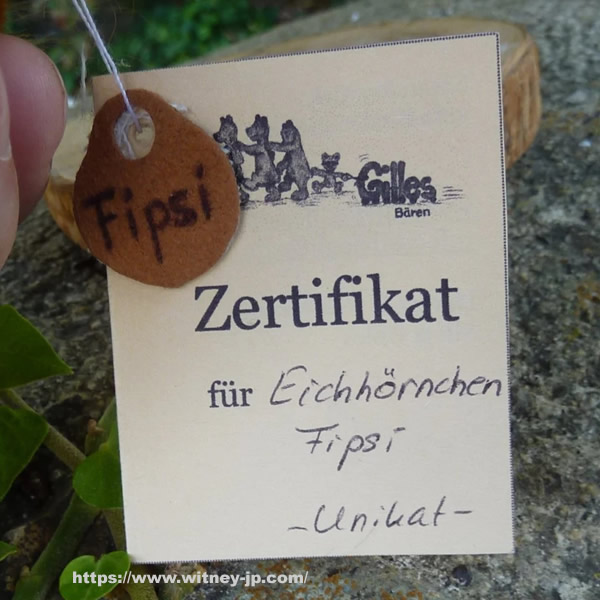 Fipsi
Gilles
Bären
Zertifikat
für Eichhörnchen
Fipsi
-Unikat-
https://www.witney-jp.com/